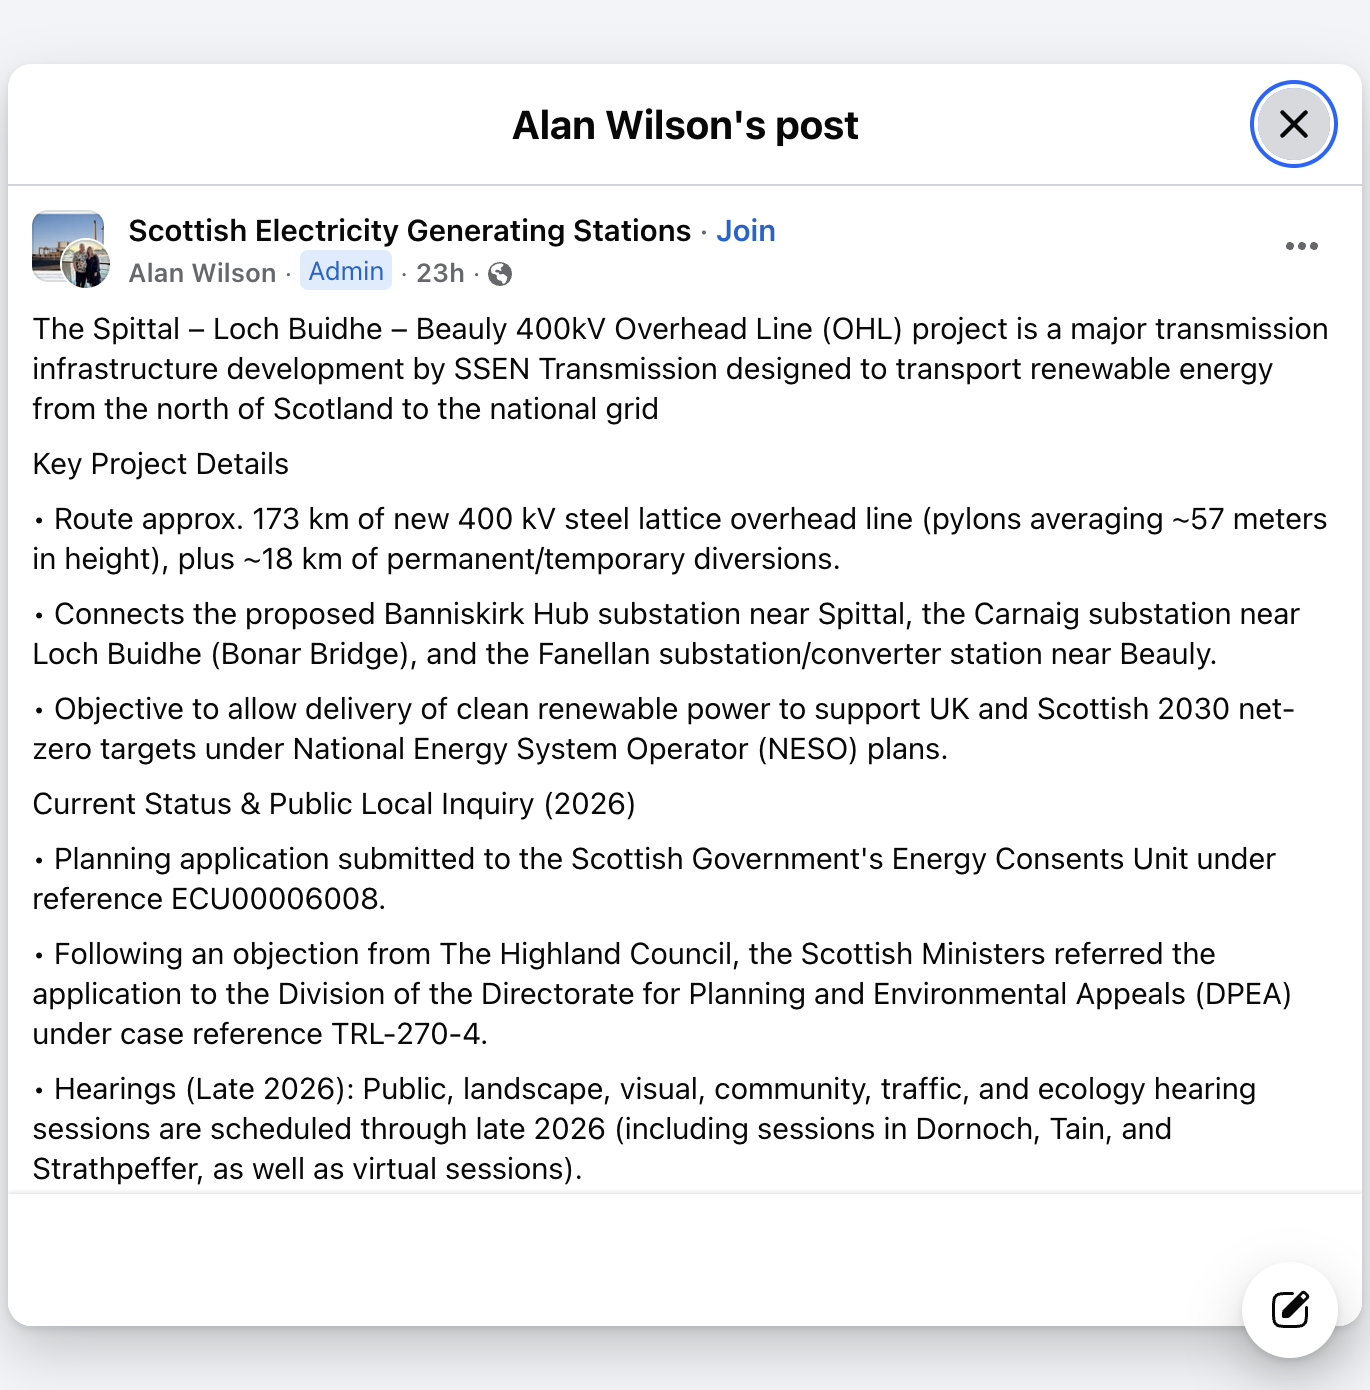 Alan Wilson's post
Scottish Electricity Generating Stations · Join
Alan Wilson · Admin · 23h ·
The Spittal – Loch Buidhe – Beauly 400kV Overhead Line (OHL) project is a major transmission
infrastructure development by SSEN Transmission designed to transport renewable energy
from the north of Scotland to the national grid
Key Project Details
• Route approx. 173 km of new 400 kV steel lattice overhead line (pylons averaging ~57 meters
in height), plus ~18 km of permanent/temporary diversions.
• Connects the proposed Banniskirk Hub substation near Spittal, the Carnaig substation near
Loch Buidhe (Bonar Bridge), and the Fanellan substation/converter station near Beauly.
• Objective to allow delivery of clean renewable power to support UK and Scottish 2030 net-
zero targets under National Energy System Operator (NESO) plans.
Current Status & Public Local Inquiry (2026)
• Planning application submitted to the Scottish Government's Energy Consents Unit under
reference ECU00006008.
• Following an objection from The Highland Council, the Scottish Ministers referred the
application to the Division of the Directorate for Planning and Environmental Appeals (DPEA)
under case reference TRL-270-4.
• Hearings (Late 2026): Public, landscape, visual, community, traffic, and ecology hearing
sessions are scheduled through late 2026 (including sessions in Dornoch, Tain, and
Strathpeffer, as well as virtual sessions).